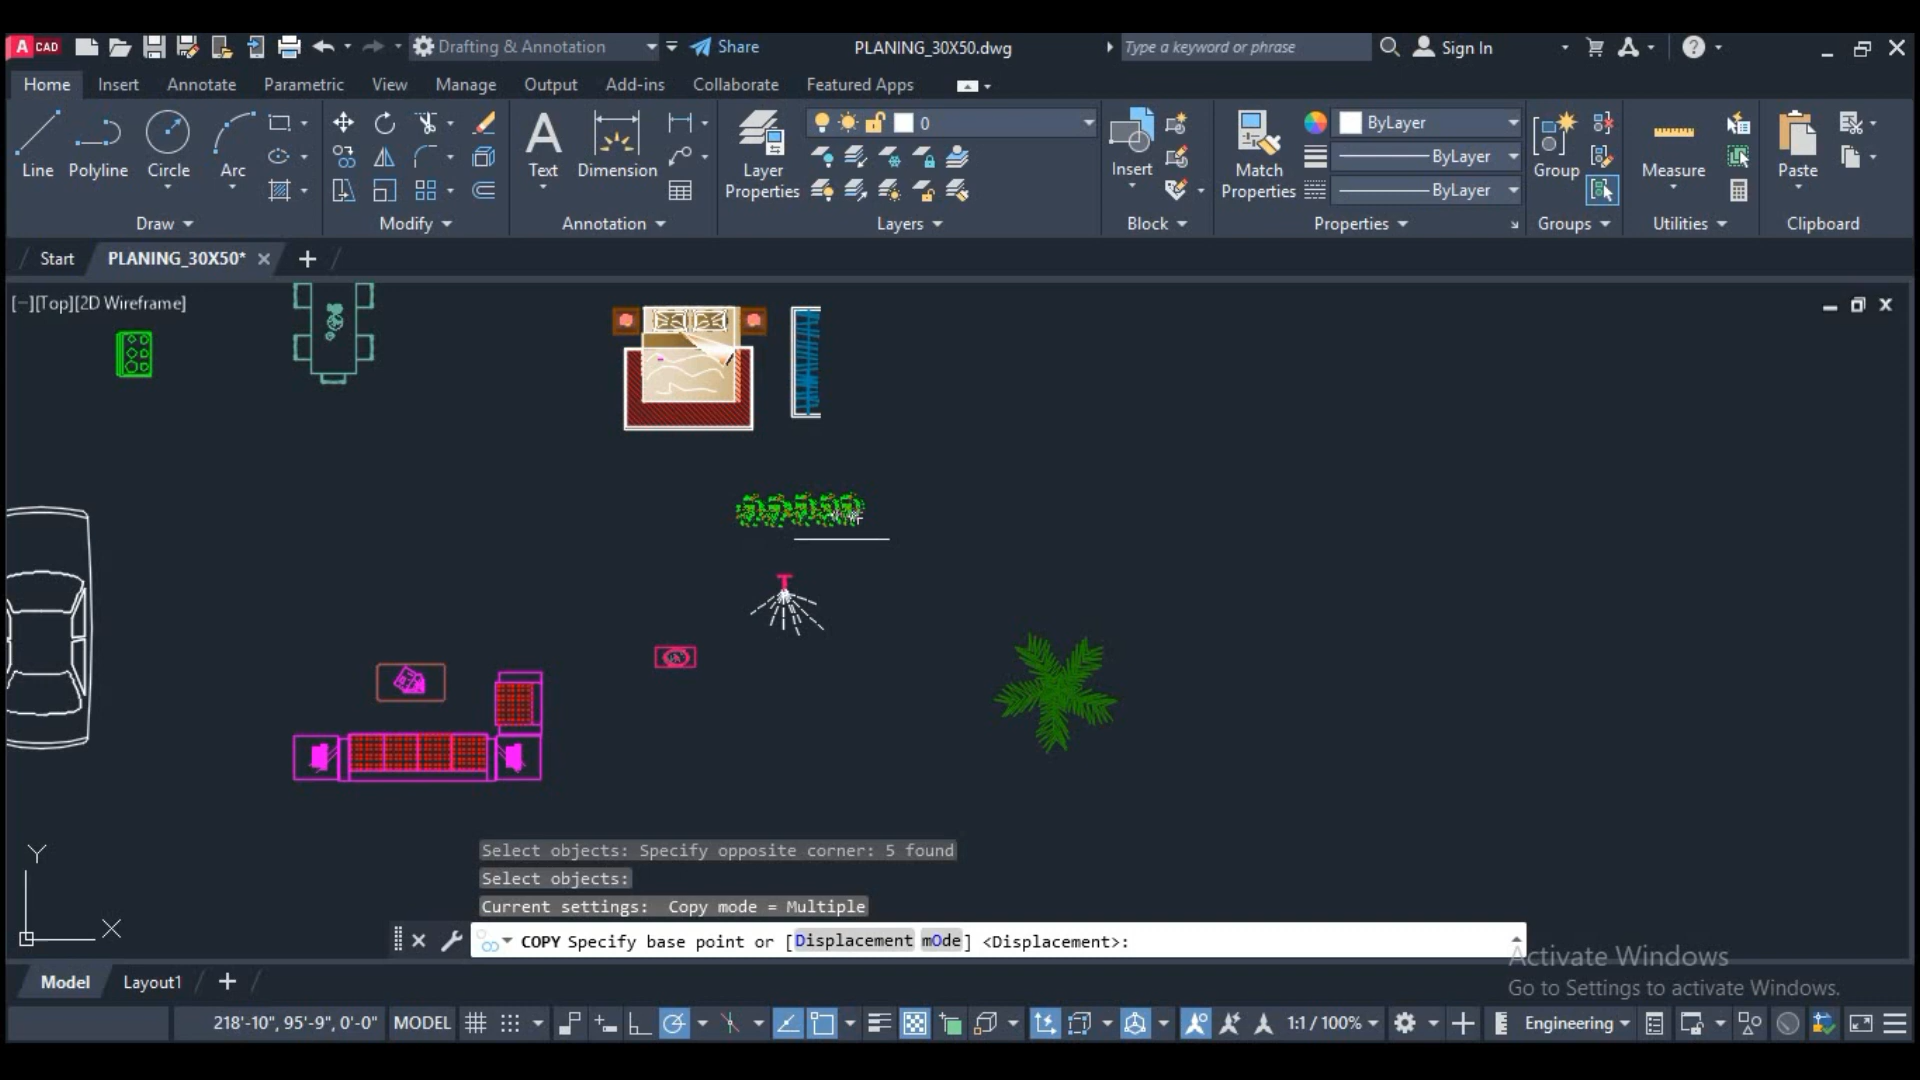 A CAD
Drafting & Annotation
Share
PLANING_30X50.dwg
Type a keyword or phrase
Sign In
Home
Insert
Annotate
Parametric
View
Manage
Output
Add-ins
Collaborate
Featured Apps
Line
Polyline
Circle
Arc
Text
Dimension
Layer
Properties
0
Insert
Match
Properties
ByLayer
ByLayer
ByLayer
Group
Measure
Paste
Draw
Modify
Annotation
Layers
Block
Properties
Groups
Utilities
Clipboard
Start
PLANING_30X50*
[−][Top][2D Wireframe]
Y
X
Select objects: Specify opposite corner: 5 found
Select objects:
Current settings:  Copy mode = Multiple
COPY Specify base point or [Displacement mOde] <Displacement>:
Activate Windows
Go to Settings to activate Windows.
Model
Layout1
218'-10", 95'-9", 0'-0"
MODEL
1:1 / 100%
Engineering